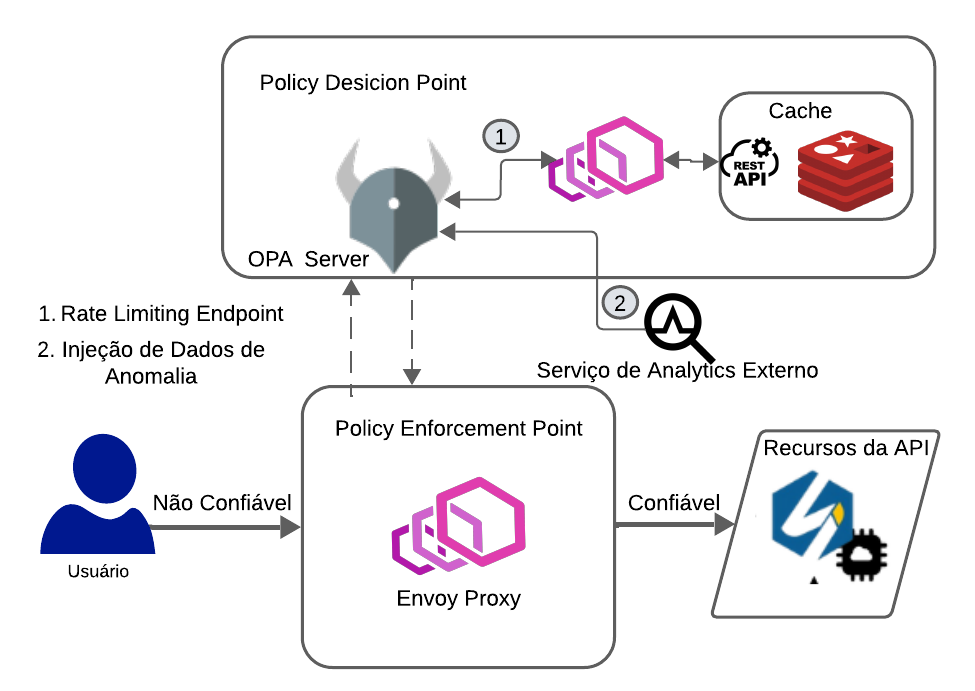 Policy Desicion Point
Cache
1
REST
API
OPA Server
2
1. Rate Limiting Endpoint
2. Injeção de Dados de
Anomalia
Serviço de Analytics Externo
Policy Enforcement Point
Recursos da API
Não Confiável
Confiável
Usuário
Envoy Proxy